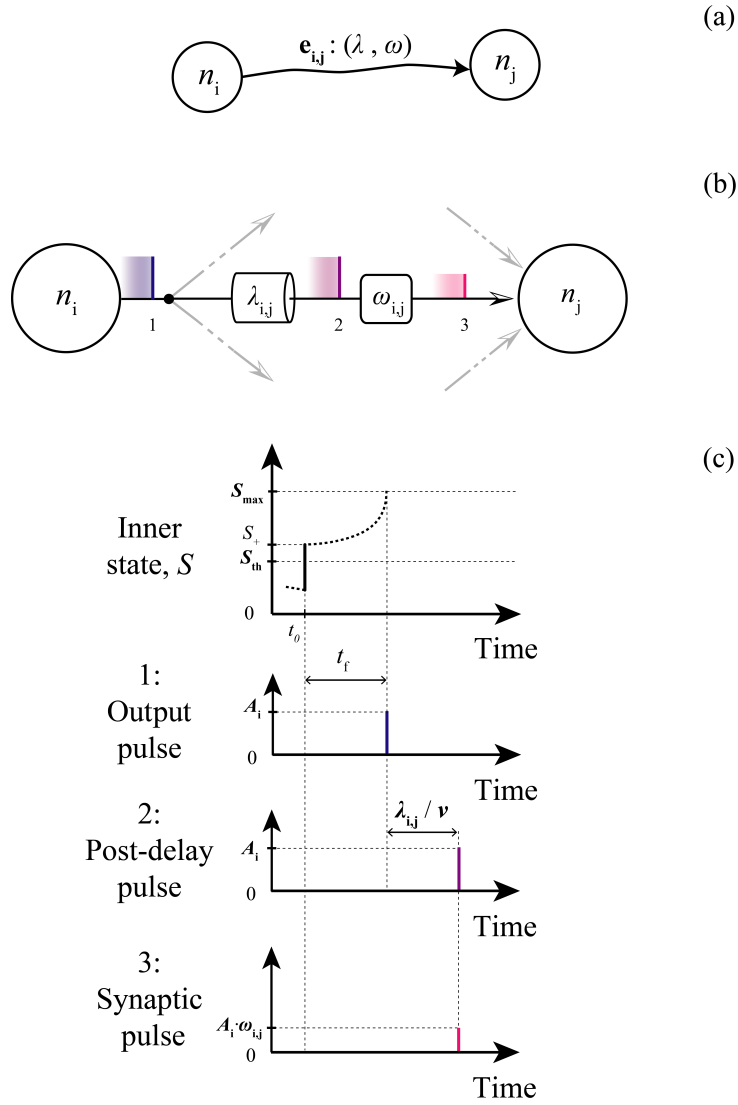 (a)
e_i,j : (λ , ω)
n_i
n_j
(b)
n_i
λ_i,j
ω_i,j
n_j
1
2
3
(c)
S_max
S_+
S_th
Inner
state, S
0
t_0
Time
t_f
1:
Output
pulse
A_i
0
Time
λ_i,j / v
2:
Post-delay
pulse
A_i
0
Time
3:
Synaptic
pulse
A_i·ω_i,j
0
Time